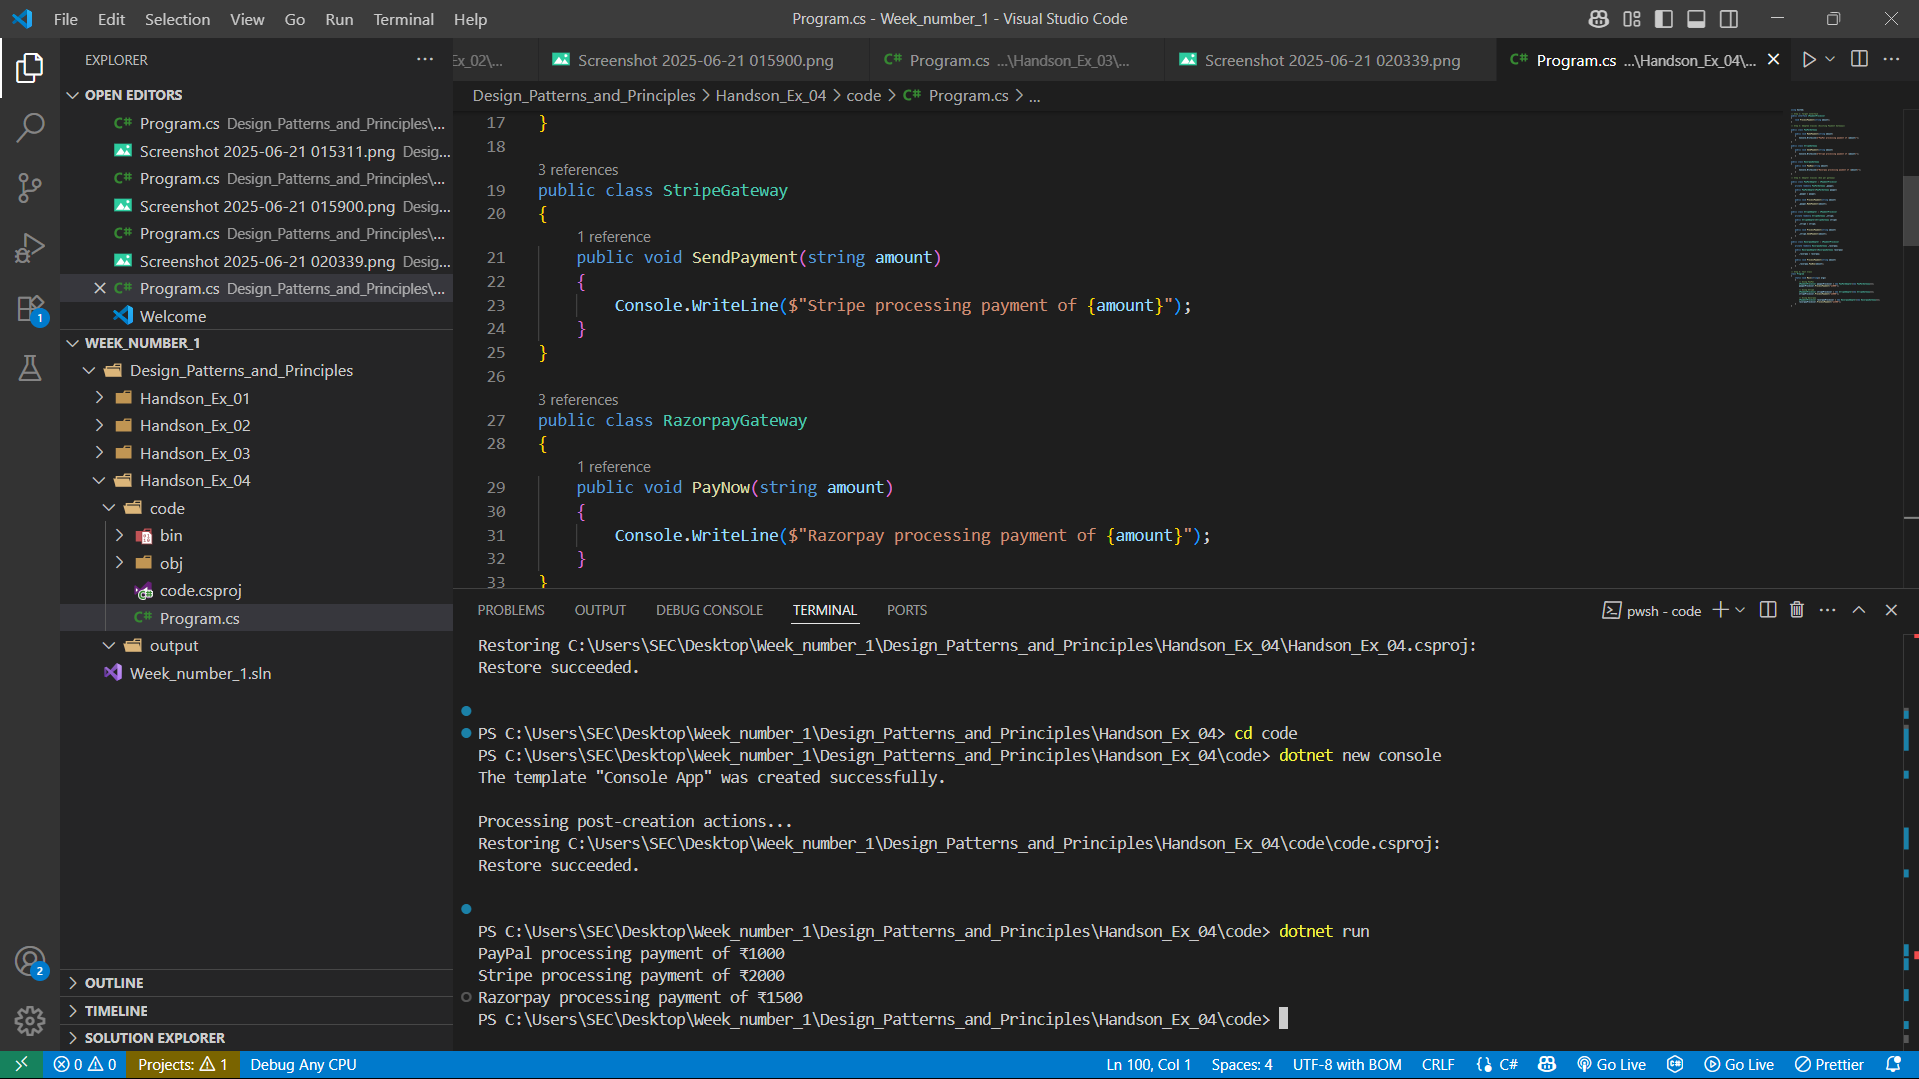 File Edit Selection View Go Run Terminal Help
Program.cs - Week_number_1 - Visual Studio Code
EXPLORER
Ex_02\...
Screenshot 2025-06-21 015900.png
C# Program.cs ...\Handson_Ex_03\...
Screenshot 2025-06-21 020339.png
C# Program.cs ...\Handson_Ex_04\...
OPEN EDITORS
C# Program.cs Design_Patterns_and_Principles\...
Screenshot 2025-06-21 015311.png Desig...
C# Program.cs Design_Patterns_and_Principles\...
Screenshot 2025-06-21 015900.png Desig...
C# Program.cs Design_Patterns_and_Principles\...
Screenshot 2025-06-21 020339.png Desig...
C# Program.cs Design_Patterns_and_Principles\...
Welcome
WEEK_NUMBER_1
Design_Patterns_and_Principles
Handson_Ex_01
Handson_Ex_02
Handson_Ex_03
Handson_Ex_04
code
bin
obj
code.csproj
C# Program.cs
output
Week_number_1.sln
OUTLINE
TIMELINE
SOLUTION EXPLORER
1
2
Design_Patterns_and_Principles > Handson_Ex_04 > code > C# Program.cs > ...
17 }
18
3 references
19 public class StripeGateway
20 {
1 reference
21 public void SendPayment(string amount)
22 {
23 Console.WriteLine($"Stripe processing payment of {amount}");
24 }
25 }
26
3 references
27 public class RazorpayGateway
28 {
1 reference
29 public void PayNow(string amount)
30 {
31 Console.WriteLine($"Razorpay processing payment of {amount}");
32 }
33 }
PROBLEMS OUTPUT DEBUG CONSOLE TERMINAL PORTS
pwsh - code
Restoring C:\Users\SEC\Desktop\Week_number_1\Design_Patterns_and_Principles\Handson_Ex_04\Handson_Ex_04.csproj:
Restore succeeded.
PS C:\Users\SEC\Desktop\Week_number_1\Design_Patterns_and_Principles\Handson_Ex_04> cd code
PS C:\Users\SEC\Desktop\Week_number_1\Design_Patterns_and_Principles\Handson_Ex_04\code> dotnet new console
The template "Console App" was created successfully.
Processing post-creation actions...
Restoring C:\Users\SEC\Desktop\Week_number_1\Design_Patterns_and_Principles\Handson_Ex_04\code\code.csproj:
Restore succeeded.
PS C:\Users\SEC\Desktop\Week_number_1\Design_Patterns_and_Principles\Handson_Ex_04\code> dotnet run
PayPal processing payment of ₹1000
Stripe processing payment of ₹2000
Razorpay processing payment of ₹1500
PS C:\Users\SEC\Desktop\Week_number_1\Design_Patterns_and_Principles\Handson_Ex_04\code>
0 0 Projects: 1 Debug Any CPU
Ln 100, Col 1 Spaces: 4 UTF-8 with BOM CRLF C# Go Live Go Live Prettier